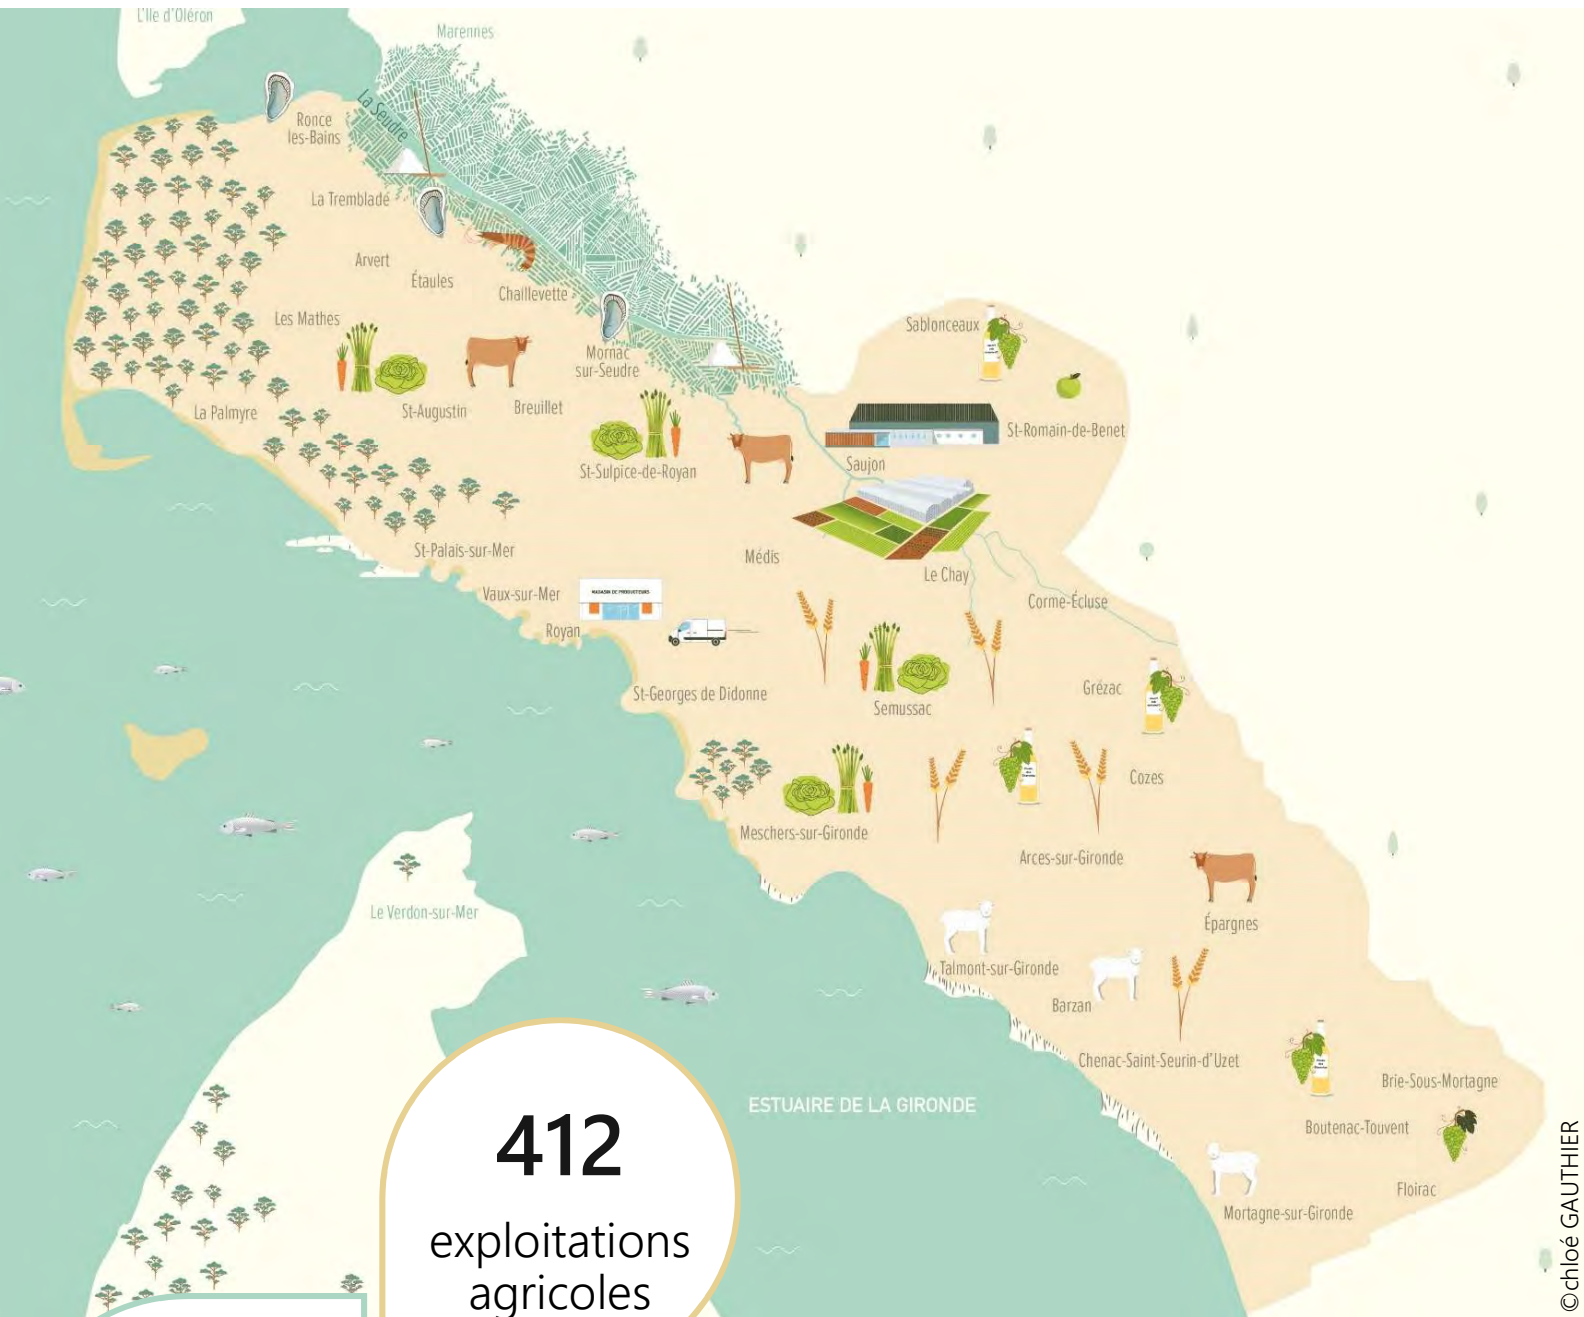 L'Ile d'Oléron
Marennes
La Seudre
Ronce
les-Bains
La Tremblade
Arvert
Étaules
Chaillevette
Les Mathes
Mornac
sur-Seudre
Sablonceaux
La Palmyre
St-Augustin
Breuillet
St-Romain-de-Benet
St-Sulpice-de-Royan
Saujon
St-Palais-sur-Mer
Médis
Le Chay
Vaux-sur-Mer
MAGASIN DE PRODUCTEURS
Corme-Écluse
Royan
St-Georges de Didonne
Grézac
Semussac
Cozes
Meschers-sur-Gironde
Arces-sur-Gironde
Le Verdon-sur-Mer
Épargnes
Talmont-sur-Gironde
Barzan
Chenac-Saint-Seurin-d'Uzet
Brie-Sous-Mortagne
ESTUAIRE DE LA GIRONDE
Boutenac-Touvent
Floirac
Mortagne-sur-Gironde
412
exploitations
agricoles
©chloé GAUTHIER